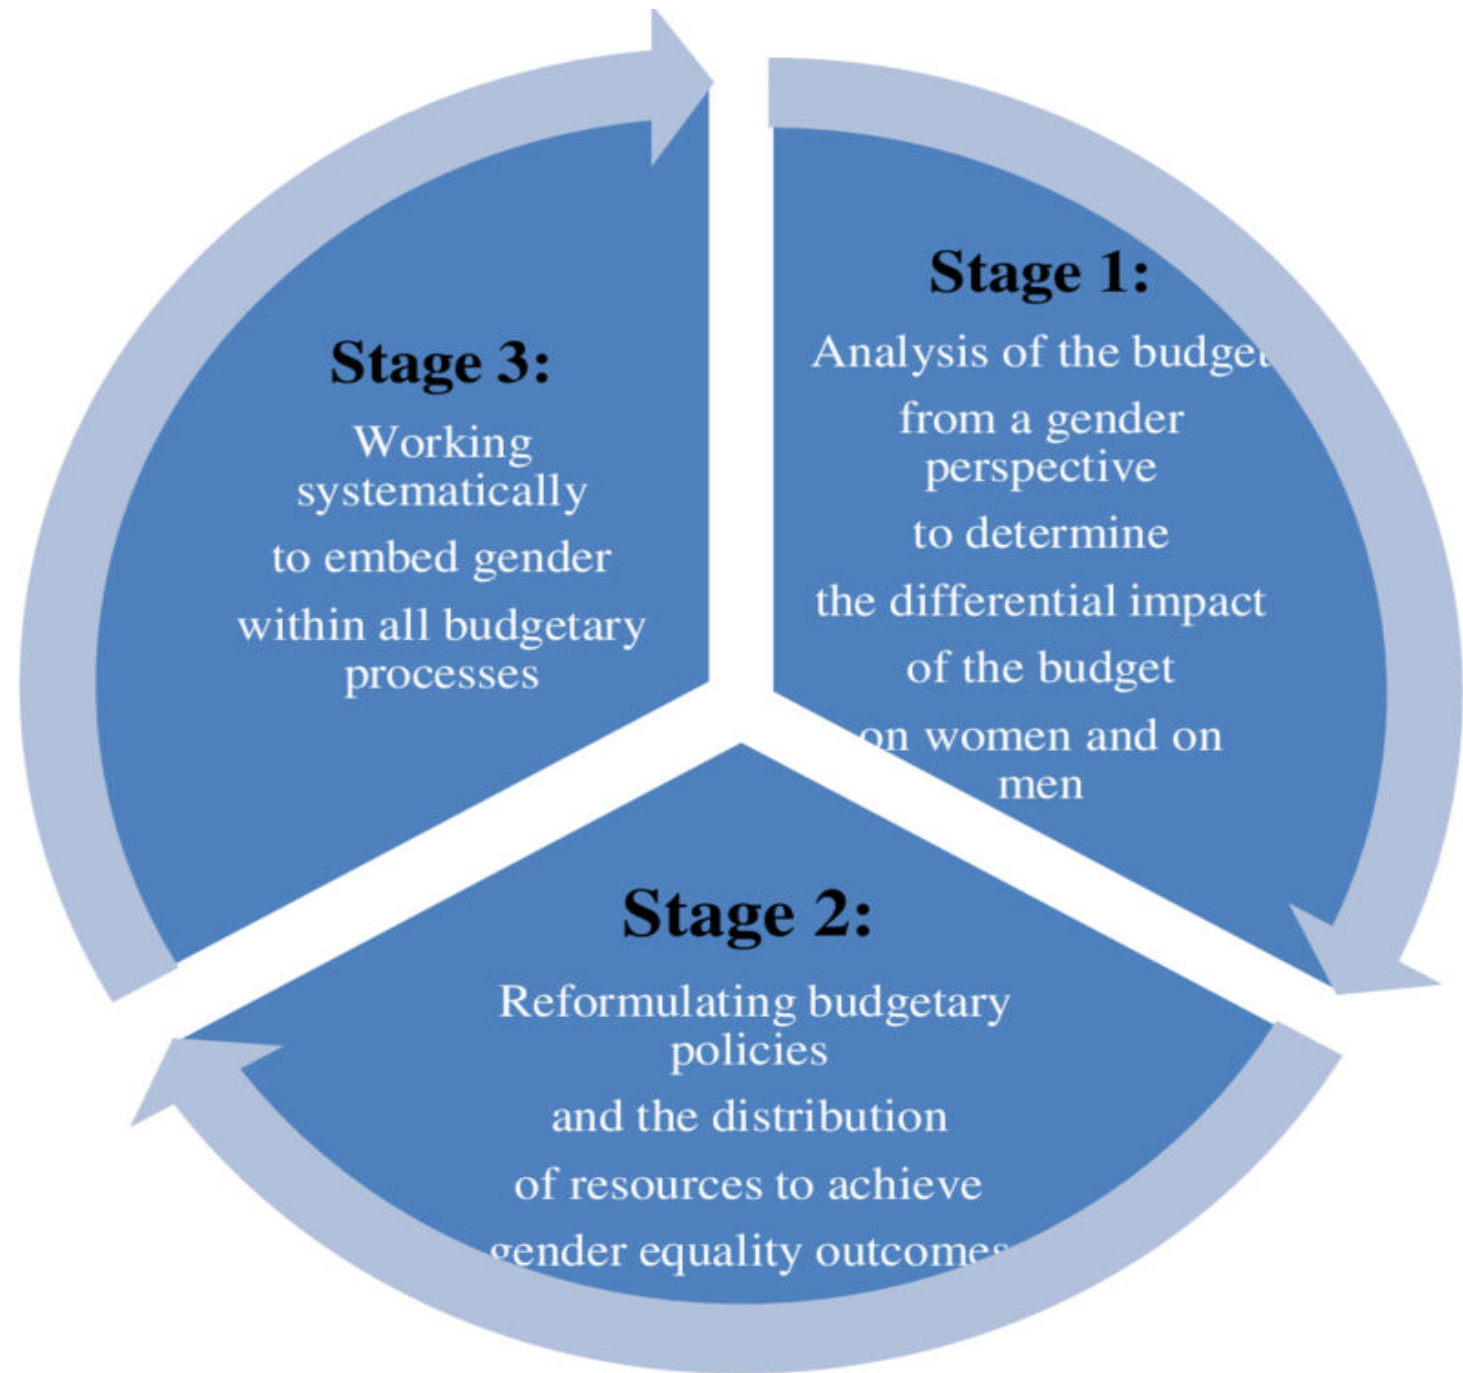 Stage 1:
Analysis of the budget
from a gender
perspective
to determine
the differential impact
of the budget
on women and on
men
Stage 2:
Reformulating budgetary
policies
and the distribution
of resources to achieve
gender equality outcomes
Stage 3:
Working
systematically
to embed gender
within all budgetary
processes